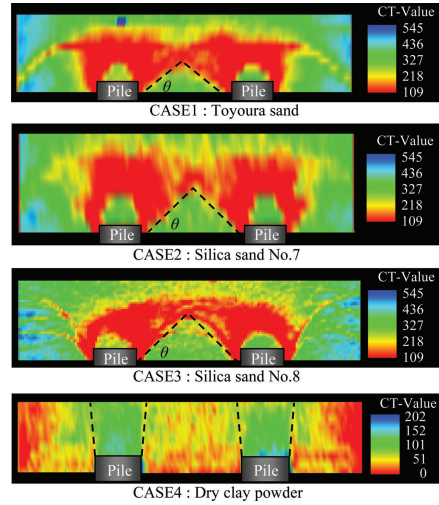 CT-Value
545
436
327
218
109
θ
Pile
Pile
CASE1 : Toyoura sand
CT-Value
545
436
327
218
109
θ
Pile
Pile
CASE2 : Silica sand No.7
CT-Value
545
436
327
218
109
θ
Pile
Pile
CASE3 : Silica sand No.8
CT-Value
202
152
101
51
0
Pile
Pile
CASE4 : Dry clay powder